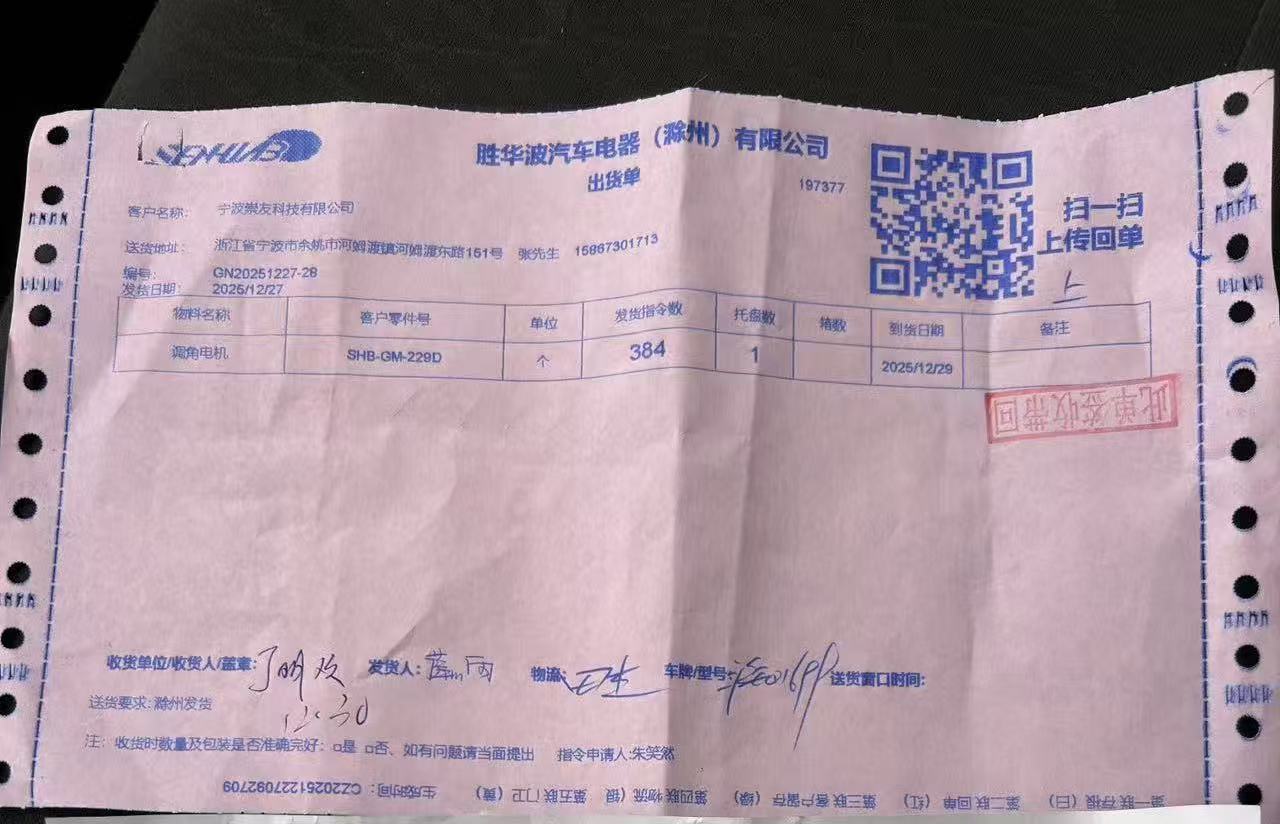 SENHUAB
胜华波汽车电器（滁州）有限公司
出货单
197377
扫一扫
上传回单
客户名称： 宁波崇友科技有限公司
送货地址： 浙江省宁波市余姚市河姆渡镇河姆渡东路151号 张先生 15867301713
编号： GN20251227-28
发货日期： 2025/12/27
物料名称 客户零件号 单位 发货指令数 托盘数 箱数 到货日期 备注
调角电机 SHB-GM-229D 个 384 1 2025/12/29
此单签收带回
收货单位/收货人/盖章： 发货人： 物流： 车牌/型号： 送货窗口时间：
12.30
送货要求：滁州发货
注： 收货时数量及包装是否准确完好：□是 □否、如有问题请当面提出 指令申请人：朱笑然
第一联存根（白） 第二联回单（红） 第三联客户留存（绿） 第四联物流（蓝） 第五联门卫（黄） 生成时间：CZ20251227092709